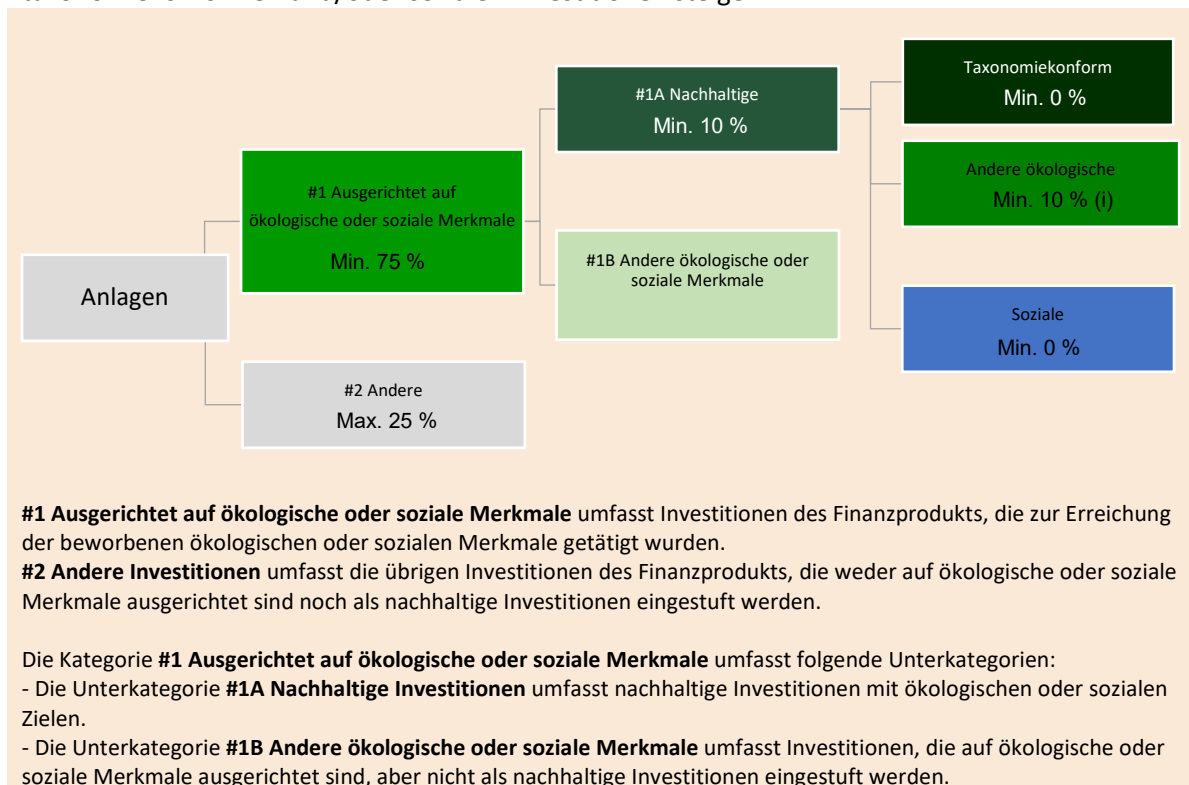 #1A Nachhaltige
Min. 10 %
Taxonomiekonform
Min. 0 %
#1 Ausgerichtet auf
ökologische oder soziale Merkmale
Min. 75 %
Andere ökologische
Min. 10 % (i)
Anlagen
#1B Andere ökologische oder
soziale Merkmale
Soziale
Min. 0 %
#2 Andere
Max. 25 %
#1 Ausgerichtet auf ökologische oder soziale Merkmale umfasst Investitionen des Finanzprodukts, die zur Erreichung
der beworbenen ökologischen oder sozialen Merkmale getätigt wurden.
#2 Andere Investitionen umfasst die übrigen Investitionen des Finanzprodukts, die weder auf ökologische oder soziale
Merkmale ausgerichtet sind noch als nachhaltige Investitionen eingestuft werden.
Die Kategorie #1 Ausgerichtet auf ökologische oder soziale Merkmale umfasst folgende Unterkategorien:
- Die Unterkategorie #1A Nachhaltige Investitionen umfasst nachhaltige Investitionen mit ökologischen oder sozialen
Zielen.
- Die Unterkategorie #1B Andere ökologische oder soziale Merkmale umfasst Investitionen, die auf ökologische oder
soziale Merkmale ausgerichtet sind, aber nicht als nachhaltige Investitionen eingestuft werden.